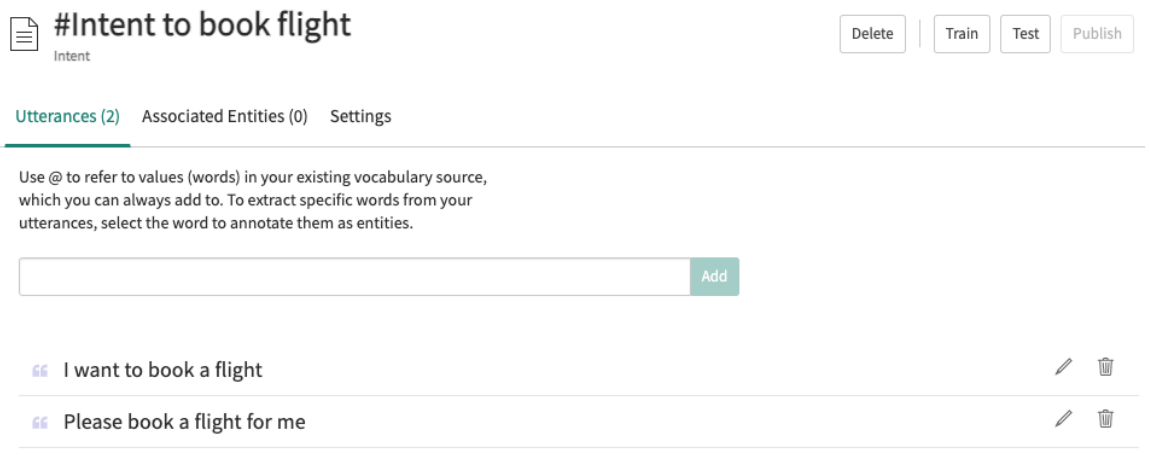 #Intent to book flight
Intent
Delete
Train
Test
Publish
Utterances (2)
Associated Entities (0)
Settings
Use @ to refer to values (words) in your existing vocabulary source,
which you can always add to. To extract specific words from your
utterances, select the word to annotate them as entities.
Add
I want to book a flight
Please book a flight for me